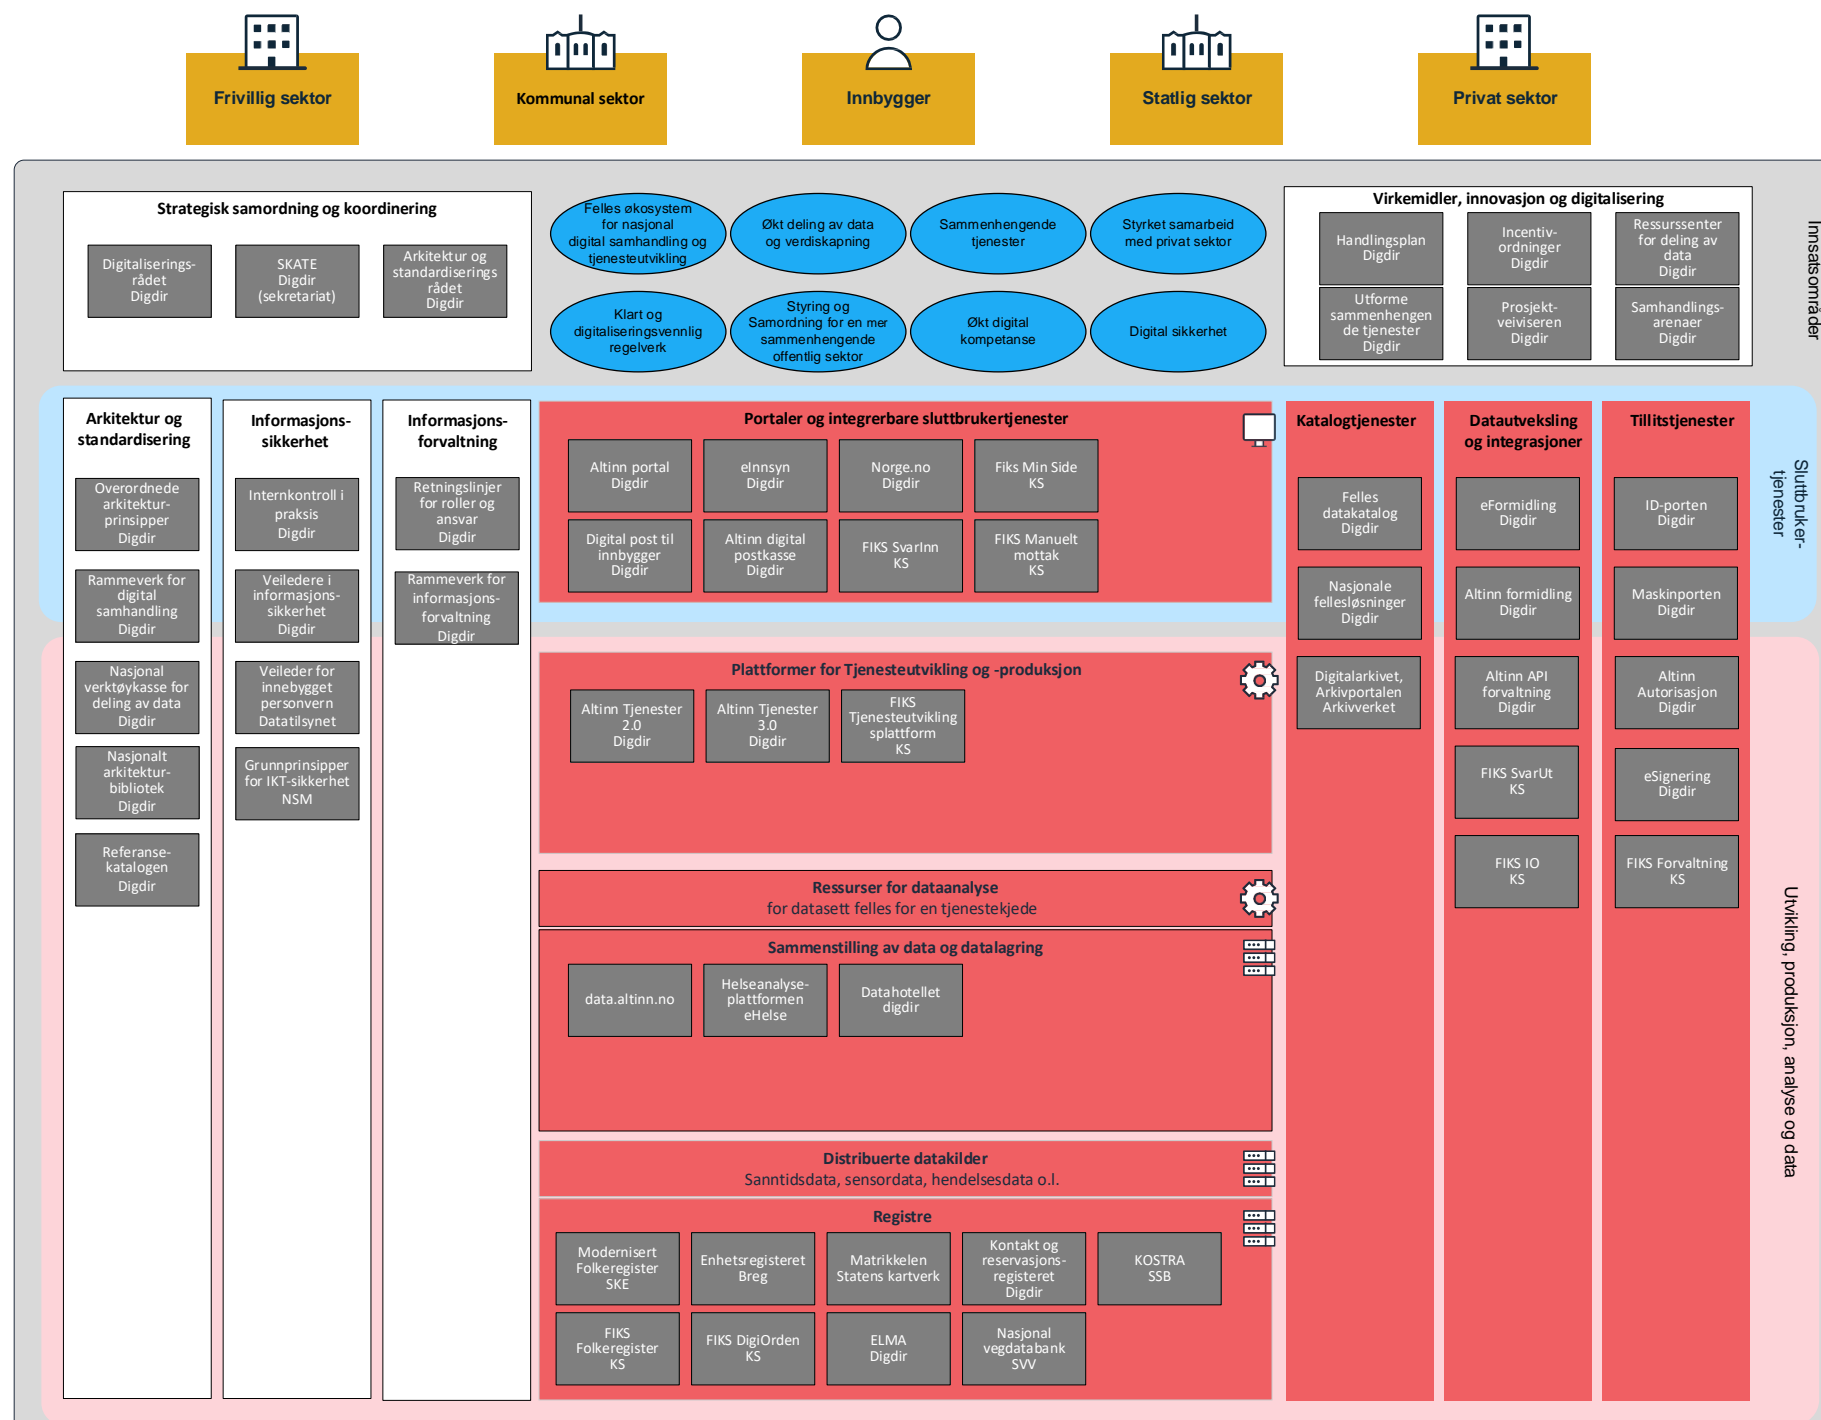 Frivillig sektor
Kommunal sektor
Innbygger
Statlig sektor
Privat sektor
Strategisk samordning og koordinering
Digitaliserings-
rådet
Digdir
SKATE
Digdir
(sekretariat)
Arkitektur og
standardiserings
rådet
Digdir
Felles økosystem
for nasjonal
digital samhandling og
tjenesteutvikling
Økt deling av data
og verdiskapning
Sammenhengende
tjenester
Styrket samarbeid
med privat sektor
Klart og
digitaliseringsvennlig
regelverk
Styring og
Samordning for en mer
sammenhengende
offentlig sektor
Økt digital
kompetanse
Digital sikkerhet
Virkemidler, innovasjon og digitalisering
Handlingsplan
Digdir
Incentiv-
ordninger
Digdir
Ressurssenter
for deling av
data
Digdir
Utforme
sammenhengen
de tjenester
Digdir
Prosjekt-
veiviseren
Digdir
Samhandlings-
arenaer
Digdir
Innsatsområder
Arkitektur og
standardisering
Overordnede
arkitektur-
prinsipper
Digdir
Rammeverk for
digital
samhandling
Digdir
Nasjonal
verktøykasse for
deling av data
Digdir
Nasjonalt
arkitektur-
bibliotek
Digdir
Referanse-
katalogen
Digdir
Informasjons-
sikkerhet
Internkontroll i
praksis
Digdir
Veiledere i
informasjons-
sikkerhet
Digdir
Veileder for
innebygget
personvern
Datatilsynet
Grunnprinsipper
for IKT-sikkerhet
NSM
Informasjons-
forvaltning
Retningslinjer
for roller og
ansvar
Digdir
Rammeverk for
informasjons-
forvaltning
Digdir
Portaler og integrerbare sluttbrukertjenester
Altinn portal
Digdir
eInnsyn
Digdir
Norge.no
Digdir
Fiks Min Side
KS
Digital post til
innbygger
Digdir
Altinn digital
postkasse
Digdir
FIKS SvarInn
KS
FIKS Manuelt
mottak
KS
Plattformer for Tjenesteutvikling og -produksjon
Altinn Tjenester
2.0
Digdir
Altinn Tjenester
3.0
Digdir
FIKS
Tjenesteutvikling
splattform
KS
Ressurser for dataanalyse
for datasett felles for en tjenestekjede
Sammenstilling av data og datalagring
data.altinn.no
Helseanalyse-
plattformen
eHelse
Datahotellet
digdir
Distribuerte datakilder
Sanntidsdata, sensordata, hendelsesdata o.l.
Registre
Modernisert
Folkeregister
SKE
Enhetsregisteret
Breg
Matrikkelen
Statens kartverk
Kontakt og
reservasjons-
registeret
Digdir
KOSTRA
SSB
FIKS
Folkeregister
KS
FIKS DigiOrden
KS
ELMA
Digdir
Nasjonal
vegdatabank
SVV
Katalogtjenester
Felles
datakatalog
Digdir
Nasjonale
fellesløsninger
Digdir
Digitalarkivet,
Arkivportalen
Arkivverket
Datautveksling
og integrasjoner
eFormidling
Digdir
Altinn formidling
Digdir
Altinn API
forvaltning
Digdir
FIKS SvarUt
KS
FIKS IO
KS
Tillitstjenester
ID-porten
Digdir
Maskinporten
Digdir
Altinn
Autorisasjon
Digdir
eSignering
Digdir
FIKS Forvaltning
KS
Sluttbruker-
tjenester
Utvikling, produksjon, analyse og data